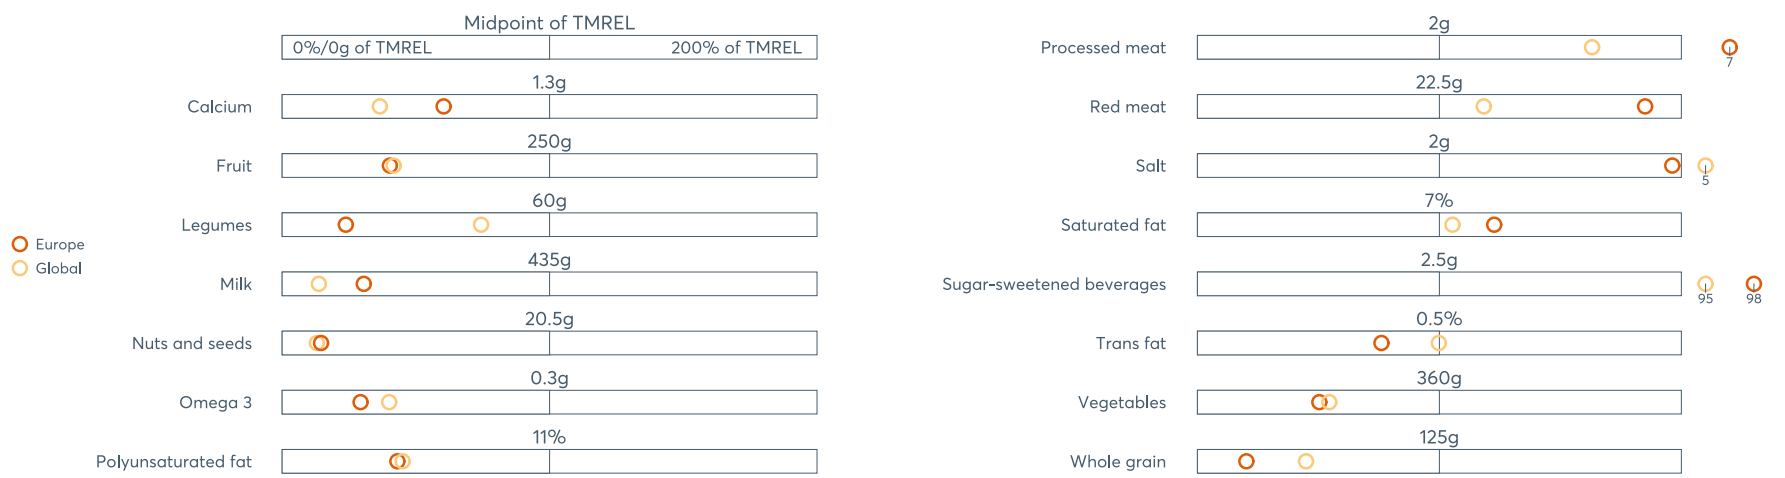 Midpoint of TMREL
0%/0g of TMREL 200% of TMREL
1.3g
Calcium
250g
Fruit
60g
Legumes
435g
Milk
20.5g
Nuts and seeds
0.3g
Omega 3
11%
Polyunsaturated fat
Europe
Global
2g
Processed meat
7
22.5g
Red meat
2g
Salt
5
7%
Saturated fat
2.5g
Sugar-sweetened beverages
95 98
0.5%
Trans fat
360g
Vegetables
125g
Whole grain